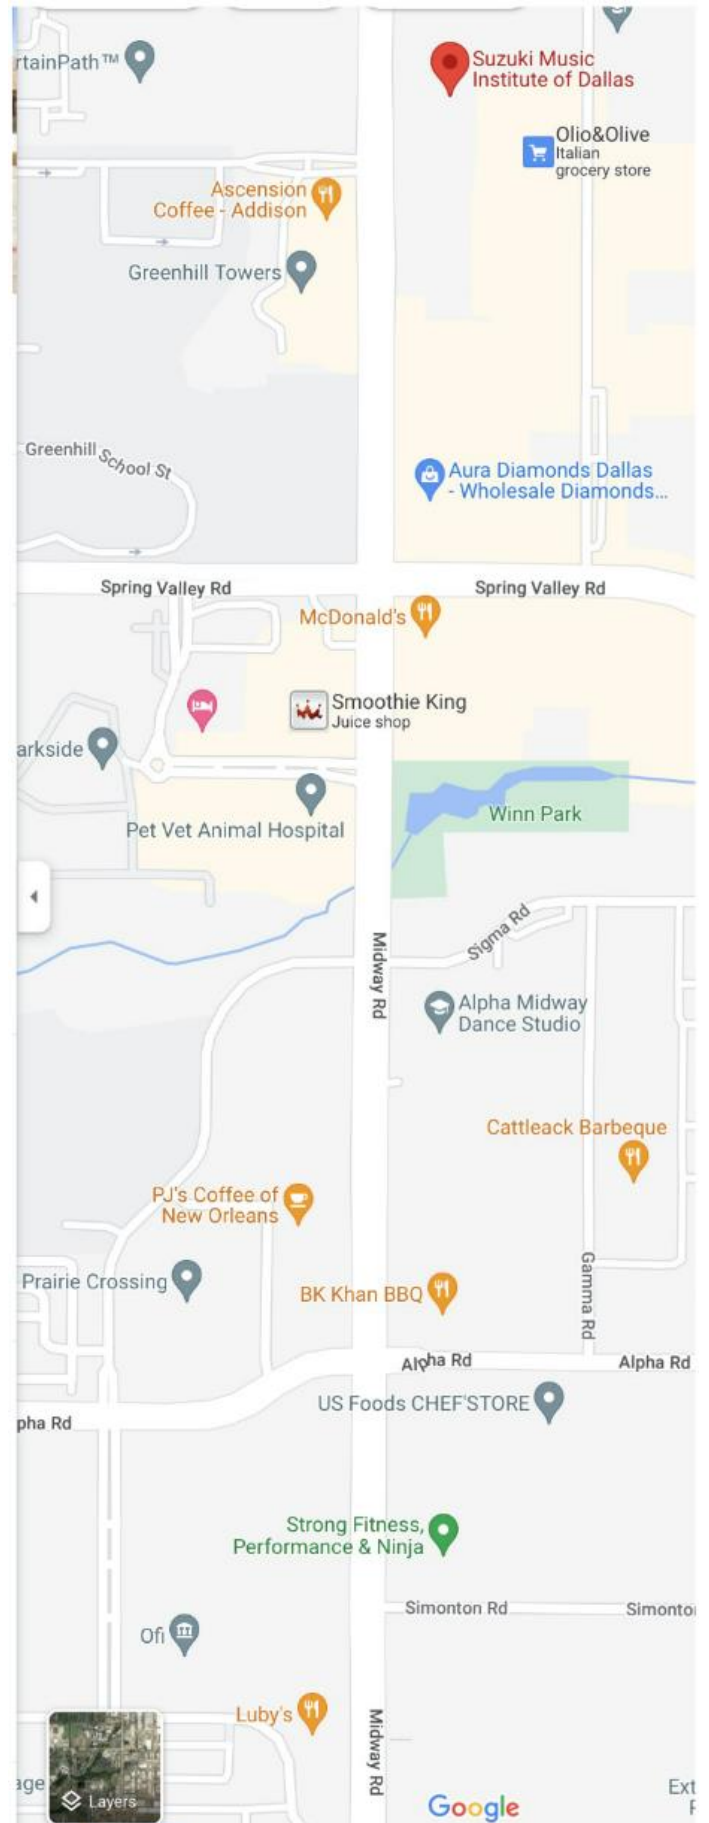 rtainPath™
Suzuki Music
Institute of Dallas
Olio&Olive
Italian
grocery store
Ascension
Coffee - Addison
Greenhill Towers
Greenhill School St
Aura Diamonds Dallas
- Wholesale Diamonds...
Spring Valley Rd
Spring Valley Rd
McDonald's
Smoothie King
Juice shop
arkside
Winn Park
Pet Vet Animal Hospital
Sigma Rd
Midway Rd
Alpha Midway
Dance Studio
Cattleack Barbeque
PJ's Coffee of
New Orleans
Prairie Crossing
BK Khan BBQ
Gamma Rd
Alpha Rd
Alpha Rd
US Foods CHEF'STORE
pha Rd
Strong Fitness,
Performance & Ninja
Simonton Rd
Simonto
Ofi
Luby's
Midway Rd
age
Layers
Google
Ext